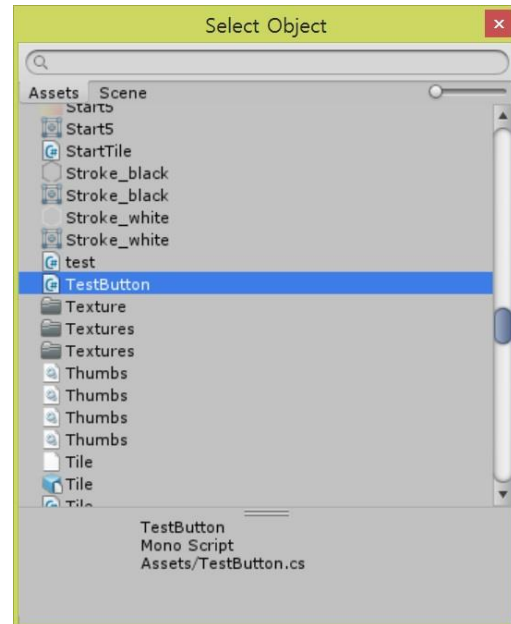 Select Object
Assets Scene
Start5
Start5
StartTile
Stroke_black
Stroke_black
Stroke_white
Stroke_white
test
TestButton
Texture
Textures
Textures
Thumbs
Thumbs
Thumbs
Thumbs
Tile
Tile
Tile
TestButton
Mono Script
Assets/TestButton.cs